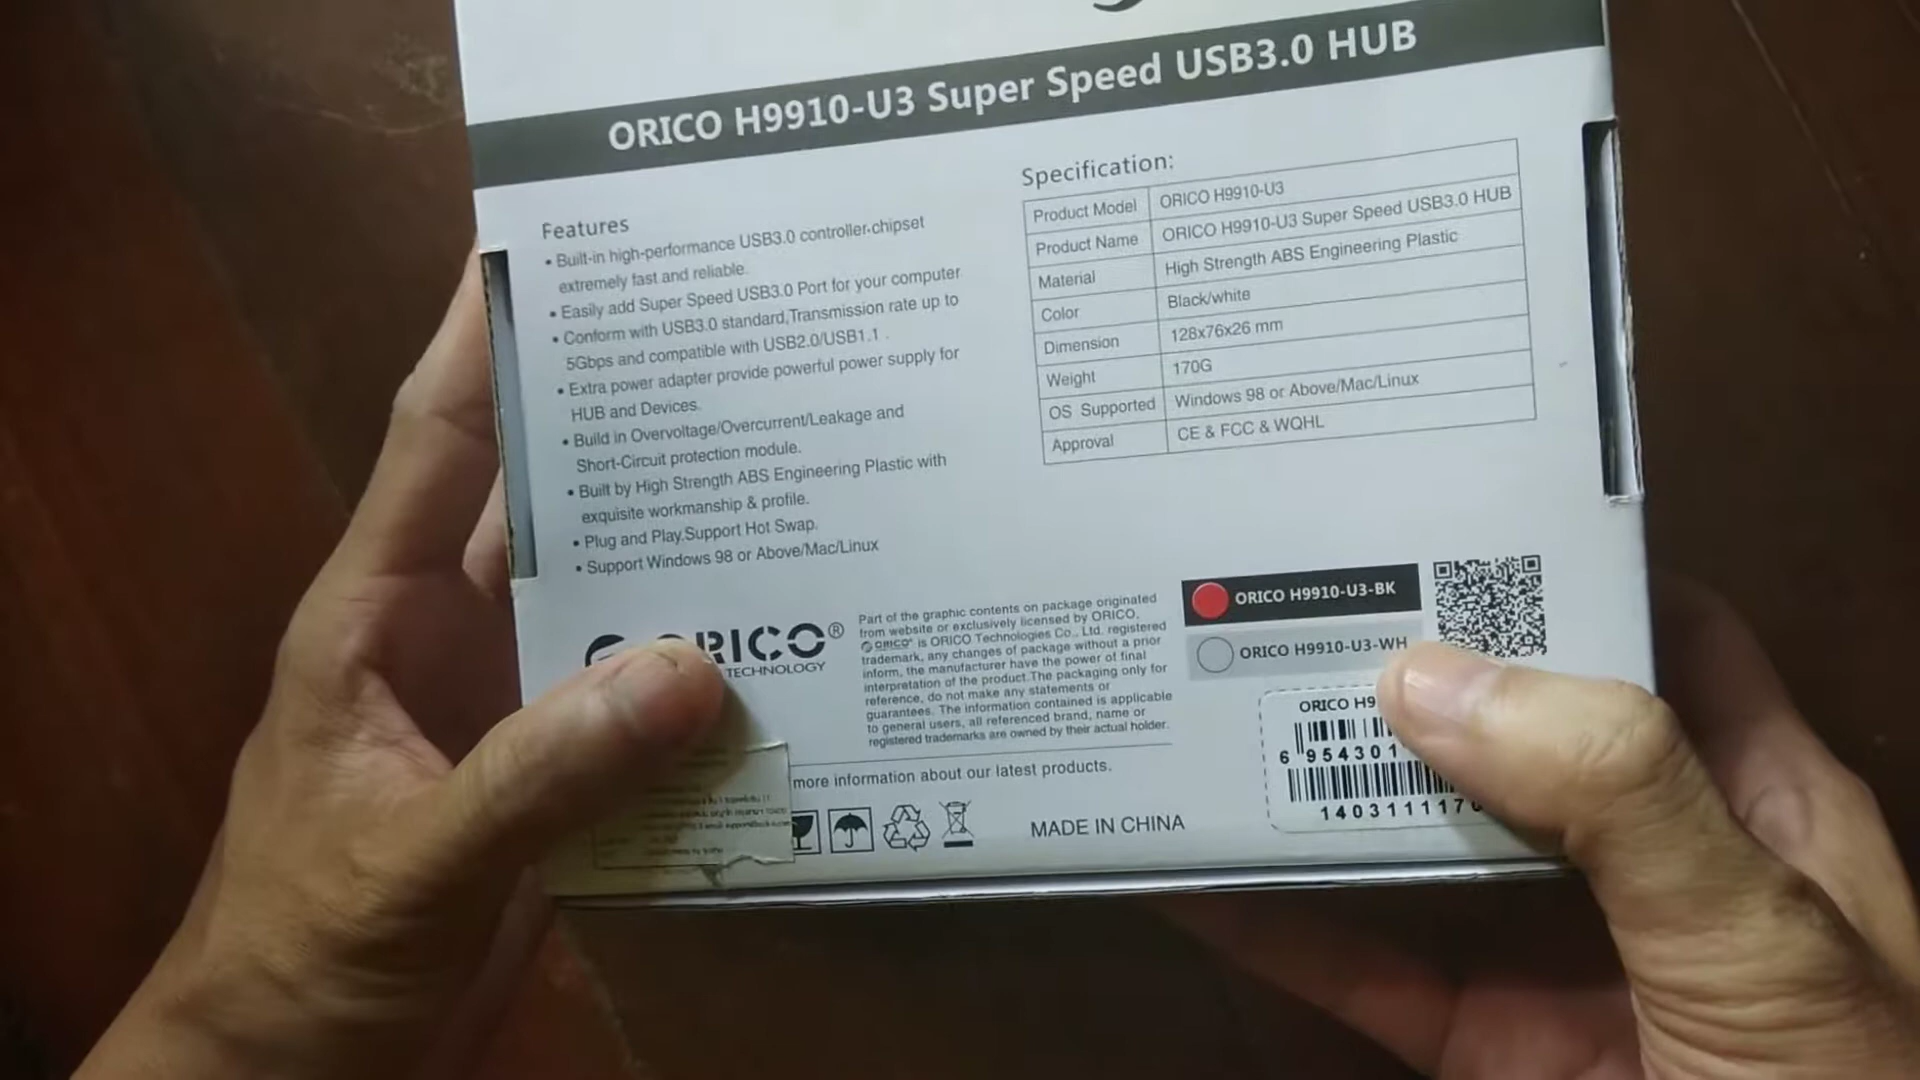 ORICO H9910-U3 Super Speed USB3.0 HUB
Features
• Built-in high-performance USB3.0 controller-chipset
extremely fast and reliable.
• Easily add Super Speed USB3.0 Port for your computer
• Conform with USB3.0 standard,Transmission rate up to
5Gbps and compatible with USB2.0/USB1.1 .
• Extra power adapter provide powerful power supply for
HUB and Devices.
• Build in Overvoltage/Overcurrent/Leakage and
Short-Circuit protection module.
• Built by High Strength ABS Engineering Plastic with
exquisite workmanship & profile.
• Plug and Play.Support Hot Swap.
• Support Windows 98 or Above/Mac/Linux
Specification:
Product Model ORICO H9910-U3
Product Name ORICO H9910-U3 Super Speed USB3.0 HUB
Material High Strength ABS Engineering Plastic
Color Black/white
Dimension 128x76x26 mm
Weight 170G
OS Supported Windows 98 or Above/Mac/Linux
Approval CE & FCC & WQHL
ORICO®
TECHNOLOGY
Part of the graphic contents on package originated
from website or exclusively licensed by ORICO,
ORICO® is ORICO Technologies Co., Ltd. registered
trademark, any changes of package without a prior
inform, the manufacturer have the power of final
interpretation of the product.The packaging only for
reference, do not make any statements or
guarantees. The information contained is applicable
to general users, all referenced brand, name or
registered trademarks are owned by their actual holder.
ORICO H9910-U3-BK
ORICO H9910-U3-WH
ORICO H9
6 954301
14031117
more information about our latest products.
MADE IN CHINA